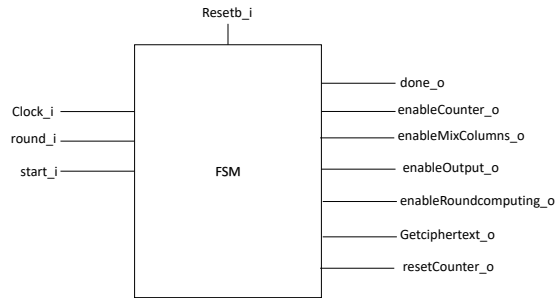 Resetb_i
done_o
Clock_i
enableCounter_o
round_i
enableMixColumns_o
start_i
FSM
enableOutput_o
enableRoundcomputing_o
Getciphertext_o
resetCounter_o